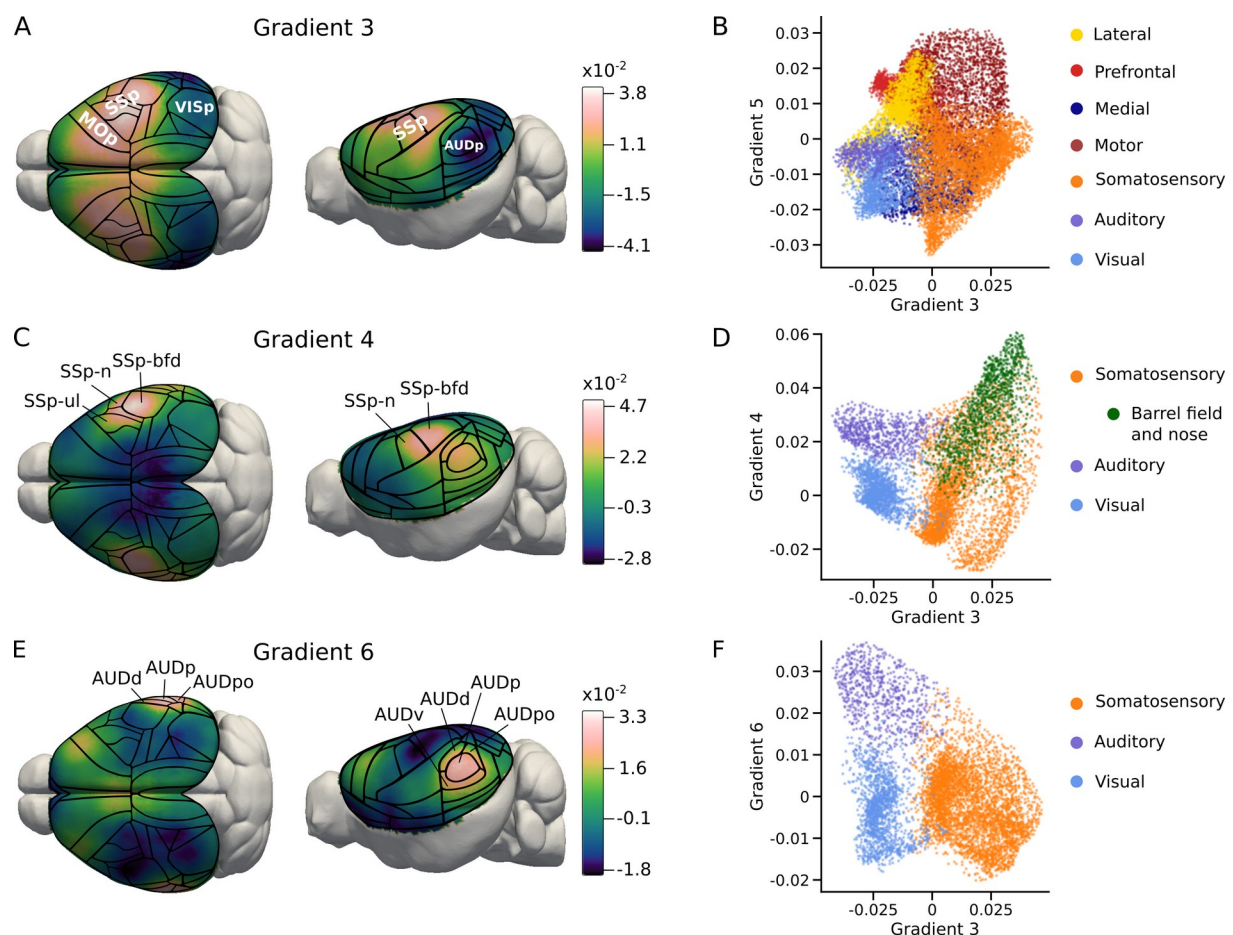 A
Gradient 3
SSp
MOp
VISp
SSp
AUDp
x10-2
3.8
1.1
-1.5
-4.1
B
Gradient 5
0.03
0.02
0.01
0
-0.01
-0.02
-0.03
-0.025
0
0.025
Gradient 3
Lateral
Prefrontal
Medial
Motor
Somatosensory
Auditory
Visual
C
Gradient 4
SSp-bfd
SSp-n
SSp-ul
SSp-bfd
SSp-n
x10-2
4.7
2.2
-0.3
-2.8
D
Gradient 4
0.06
0.04
0.02
0
-0.02
-0.025
0
0.025
Gradient 3
Somatosensory
Barrel field
and nose
Auditory
Visual
E
Gradient 6
AUDp
AUDd
AUDpo
AUDp
AUDd
AUDv
AUDpo
x10-2
3.3
1.6
-0.1
-1.8
F
Gradient 6
0.03
0.02
0.01
0
-0.01
-0.02
-0.025
0
0.025
Gradient 3
Somatosensory
Auditory
Visual